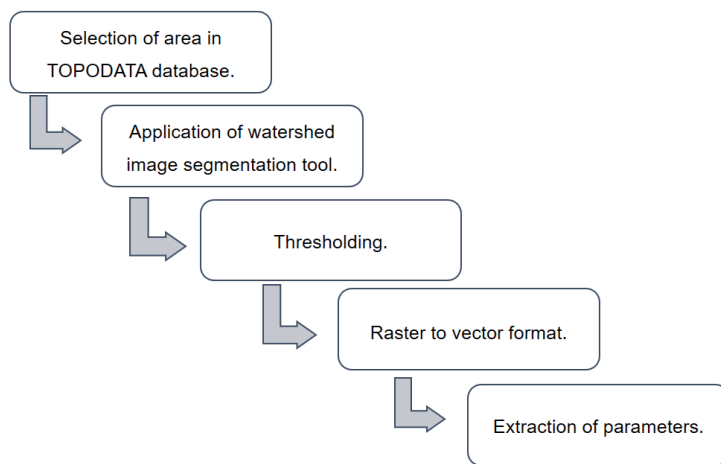 Selection of area in
TOPODATA database.
Application of watershed
image segmentation tool.
Thresholding.
Raster to vector format.
Extraction of parameters.